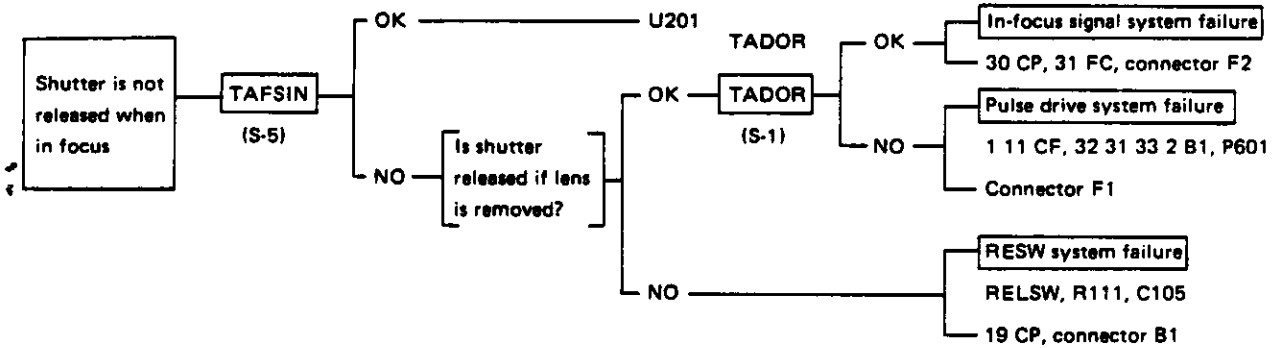 Shutter is not
released when
in focus
TAFSIN
(S-5)
OK
U201
NO
Is shutter
released if lens
is removed?
OK
TADOR
TADOR
(S-1)
OK
In-focus signal system failure
30 CP, 31 FC, connector F2
NO
Pulse drive system failure
1 11 CF, 32 31 33 2 B1, P601
Connector F1
NO
RESW system failure
RELSW, R111, C105
19 CP, connector B1